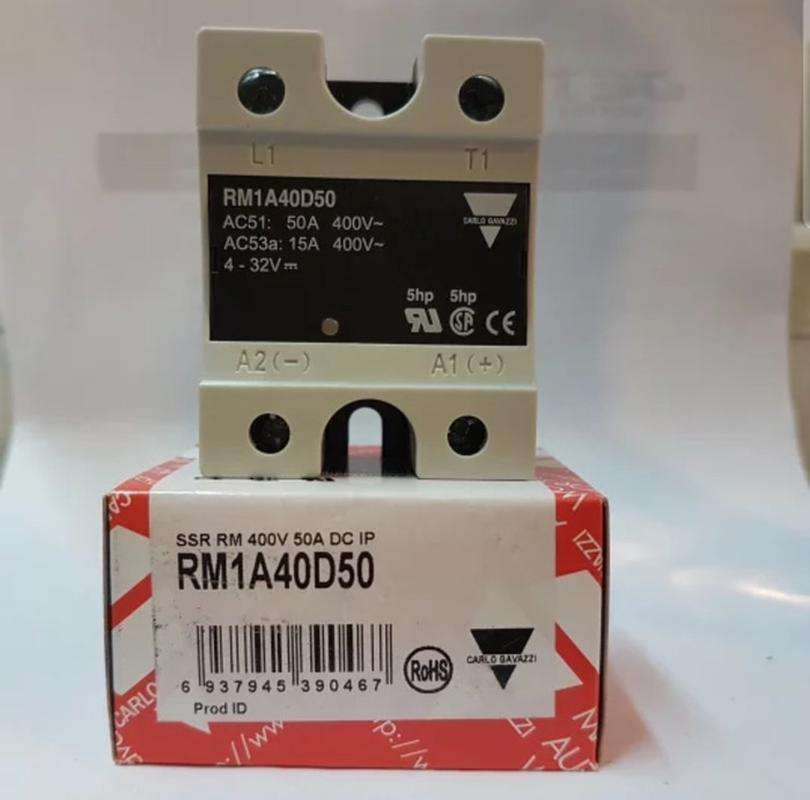 L1 T1
RM1A40D50
AC51: 50A 400V~
AC53a: 15A 400V~
4 - 32V⎓
CARLO GAVAZZI
5hp 5hp
A2(−) A1(+)
SSR RM 400V 50A DC IP
RM1A40D50
6 937945 390467
RoHS
CARLO GAVAZZI
Prod ID
CARLO